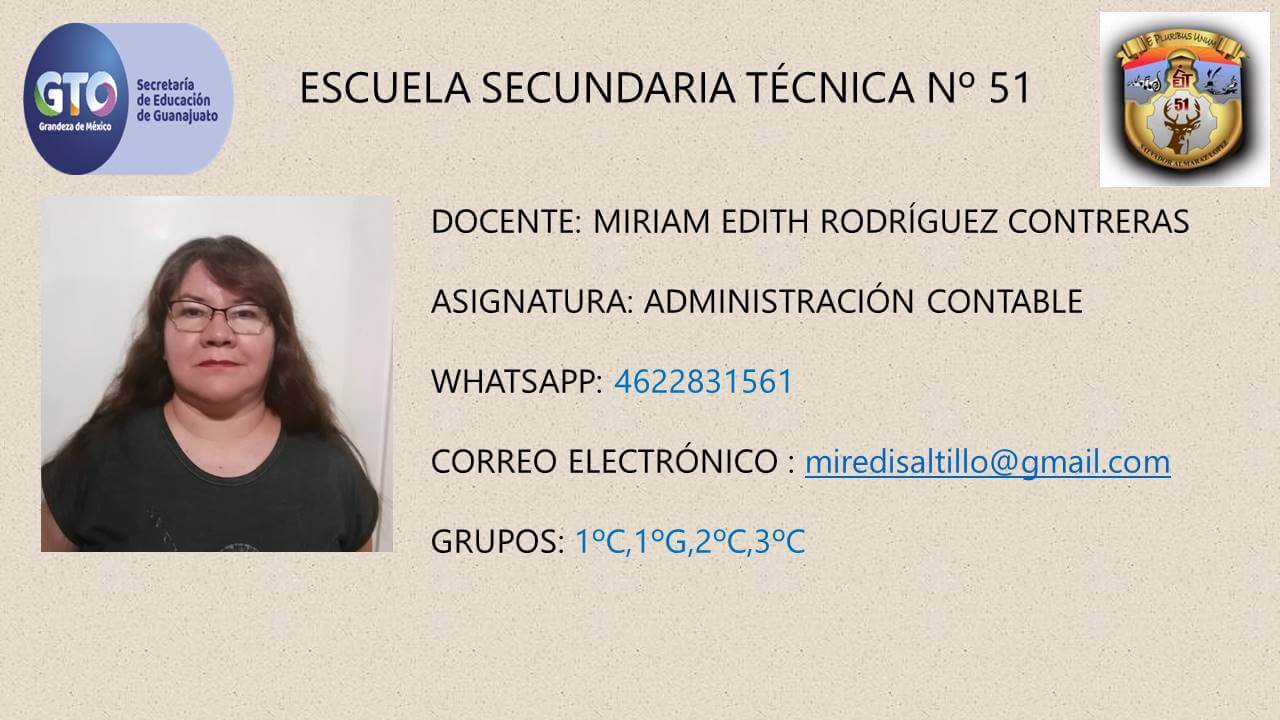 GTO
Grandeza de México
Secretaría
de Educación
de Guanajuato
ESCUELA SECUNDARIA TÉCNICA Nº 51
E PLURIBUS UNUM
ET
51
SALVADOR ALMARAZ LOPEZ
DOCENTE: MIRIAM EDITH RODRÍGUEZ CONTRERAS
ASIGNATURA: ADMINISTRACIÓN CONTABLE
WHATSAPP: 4622831561
CORREO ELECTRÓNICO : miredisaltillo@gmail.com
GRUPOS: 1ºC,1ºG,2ºC,3ºC